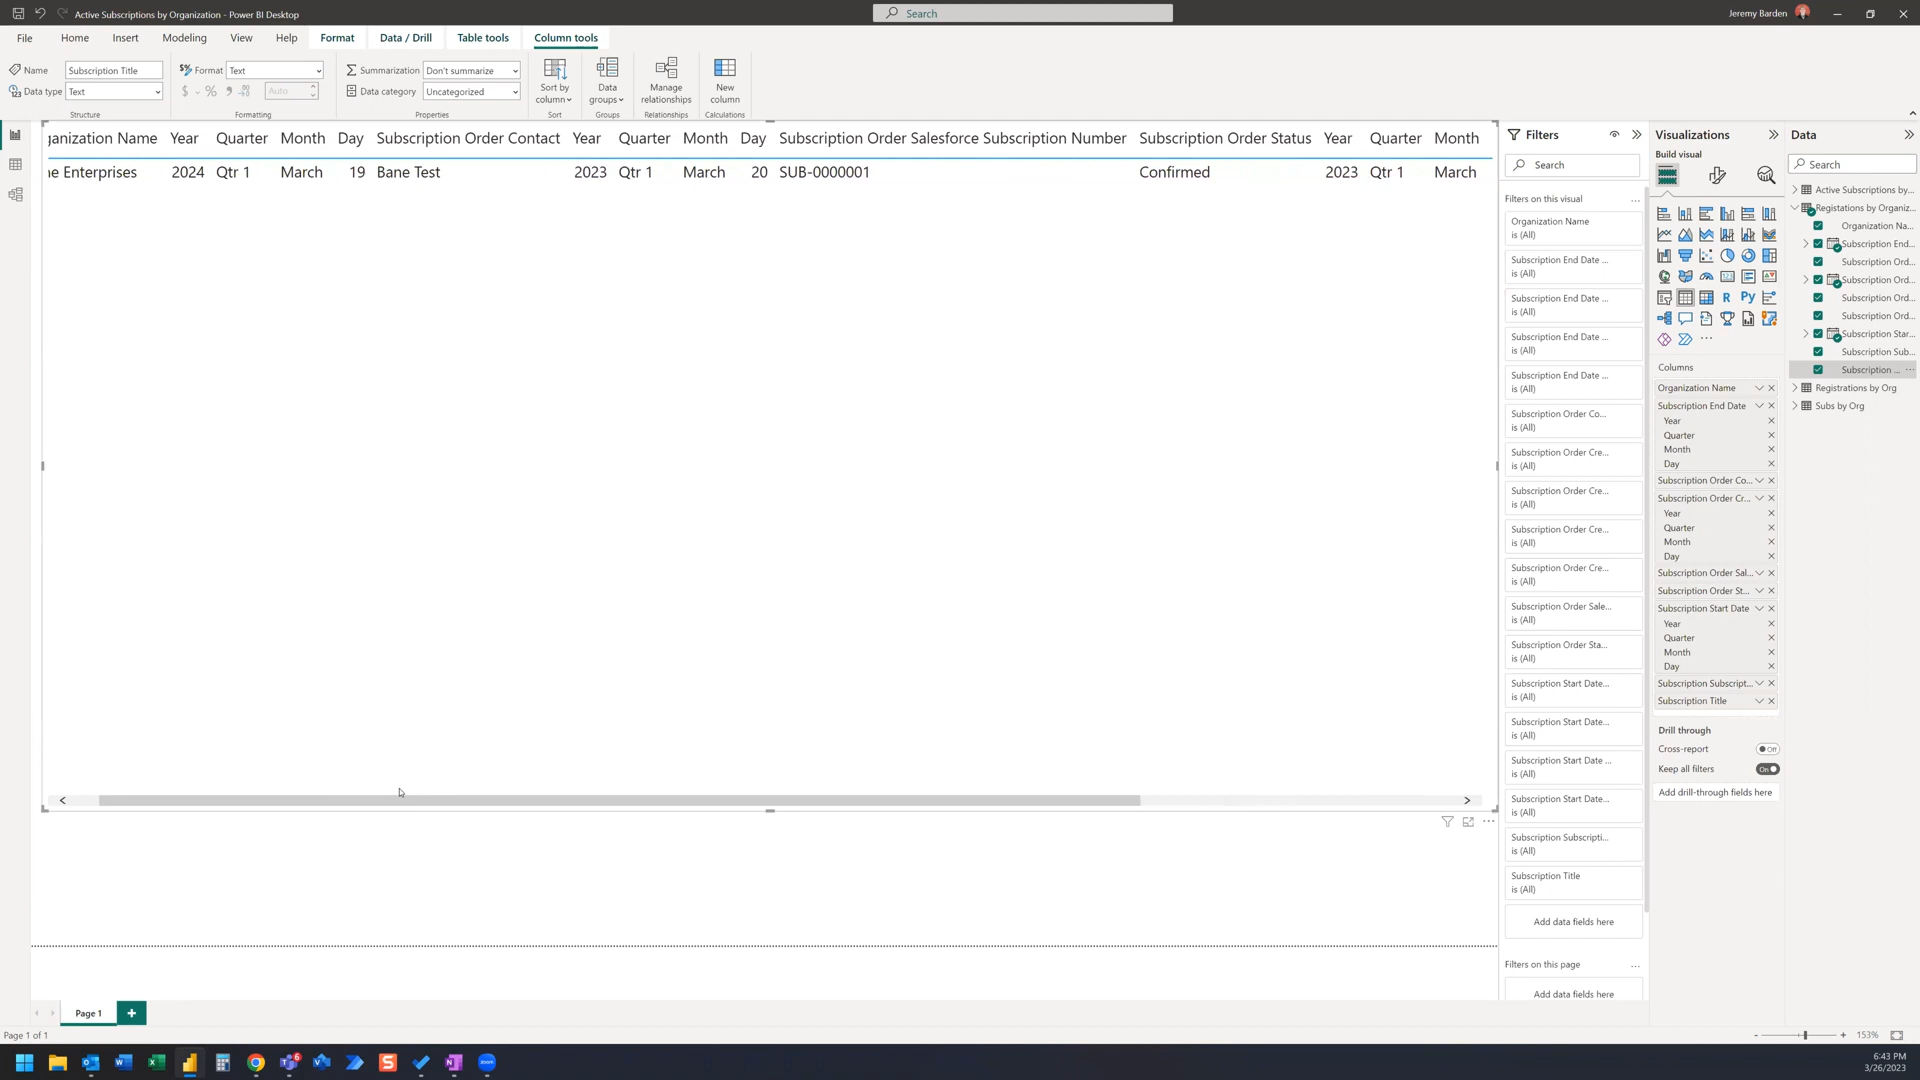 Active Subscriptions by Organization - Power BI Desktop
Search
Jeremy Barden
File Home Insert Modeling View Help Format Data / Drill Table tools Column tools
Name Subscription Title
Format Text
Summarization Don't summarize
Data type Text
$ % Auto
Data category Uncategorized
Sort by column
Data groups
Manage relationships
New column
Structure Formatting Properties Sort Groups Relationships Calculations
ganization Name Year Quarter Month Day Subscription Order Contact Year Quarter Month Day Subscription Order Salesforce Subscription Number Subscription Order Status Year Quarter Month
ne Enterprises 2024 Qtr 1 March 19 Bane Test 2023 Qtr 1 March 20 SUB-0000001 Confirmed 2023 Qtr 1 March
Filters
Search
Filters on this visual ...
Organization Name
is (All)
Subscription End Date ...
is (All)
Subscription End Date ...
is (All)
Subscription End Date ...
is (All)
Subscription End Date ...
is (All)
Subscription Order Co...
is (All)
Subscription Order Cre...
is (All)
Subscription Order Cre...
is (All)
Subscription Order Cre...
is (All)
Subscription Order Cre...
is (All)
Subscription Order Sale...
is (All)
Subscription Order Sta...
is (All)
Subscription Start Date...
is (All)
Subscription Start Date...
is (All)
Subscription Start Date ...
is (All)
Subscription Start Date...
is (All)
Subscription Subscripti...
is (All)
Subscription Title
is (All)
Add data fields here
Filters on this page ...
Add data fields here
Visualizations
Build visual
R Py
...
Columns
Organization Name
Subscription End Date
Year
Quarter
Month
Day
Subscription Order Co...
Subscription Order Cr...
Year
Quarter
Month
Day
Subscription Order Sal...
Subscription Order St...
Subscription Start Date
Year
Quarter
Month
Day
Subscription Subscript...
Subscription Title
Drill through
Cross-report Off
Keep all filters On
Add drill-through fields here
Data
Search
Active Subscriptions by...
Registations by Organiz...
Organization Na...
Subscription End...
Subscription Ord...
Subscription Ord...
Subscription Ord...
Subscription Ord...
Subscription Star...
Subscription Sub...
Subscription ... ...
Registrations by Org
Subs by Org
Page 1
+
Page 1 of 1
- + 153%
6:43 PM
3/26/2023